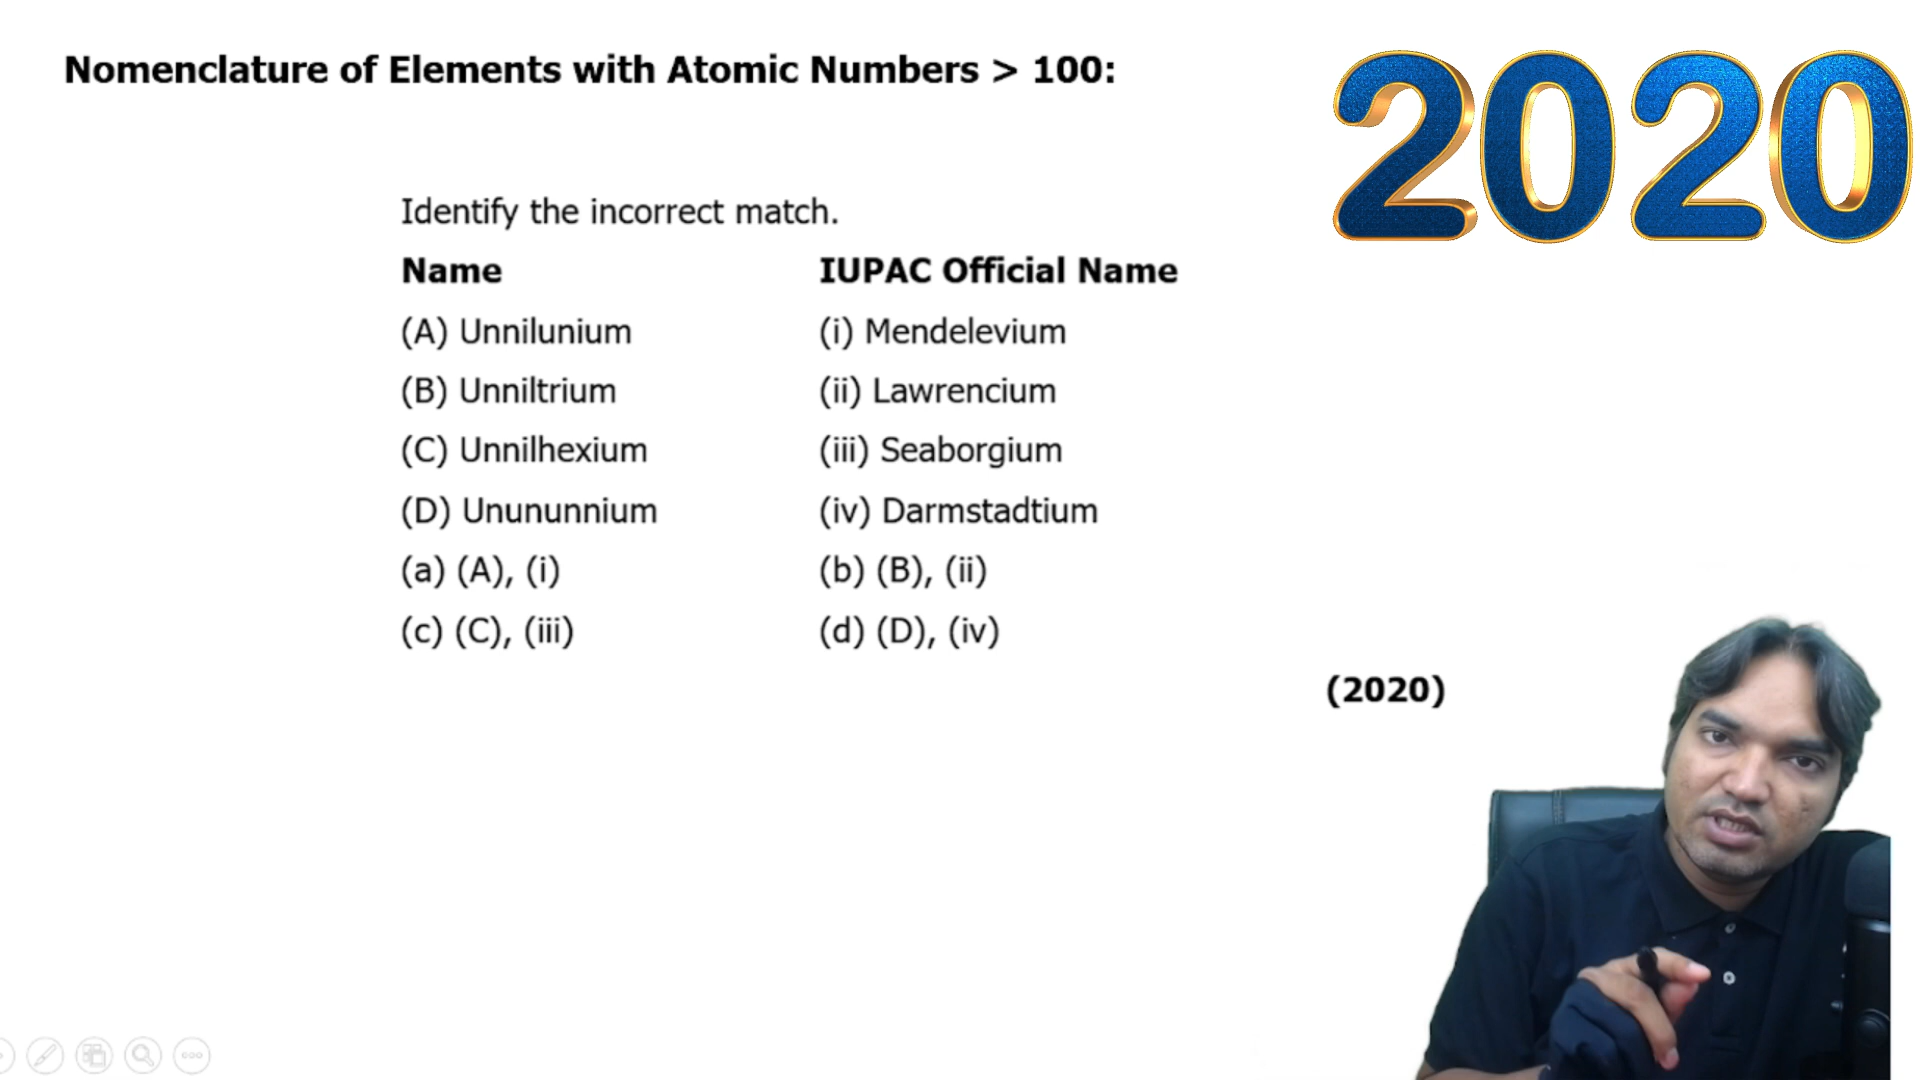 Nomenclature of Elements with Atomic Numbers > 100:
2020
Identify the incorrect match.
Name IUPAC Official Name
(A) Unnilunium (i) Mendelevium
(B) Unniltrium (ii) Lawrencium
(C) Unnilhexium (iii) Seaborgium
(D) Unununnium (iv) Darmstadtium
(a) (A), (i) (b) (B), (ii)
(c) (C), (iii) (d) (D), (iv)
(2020)